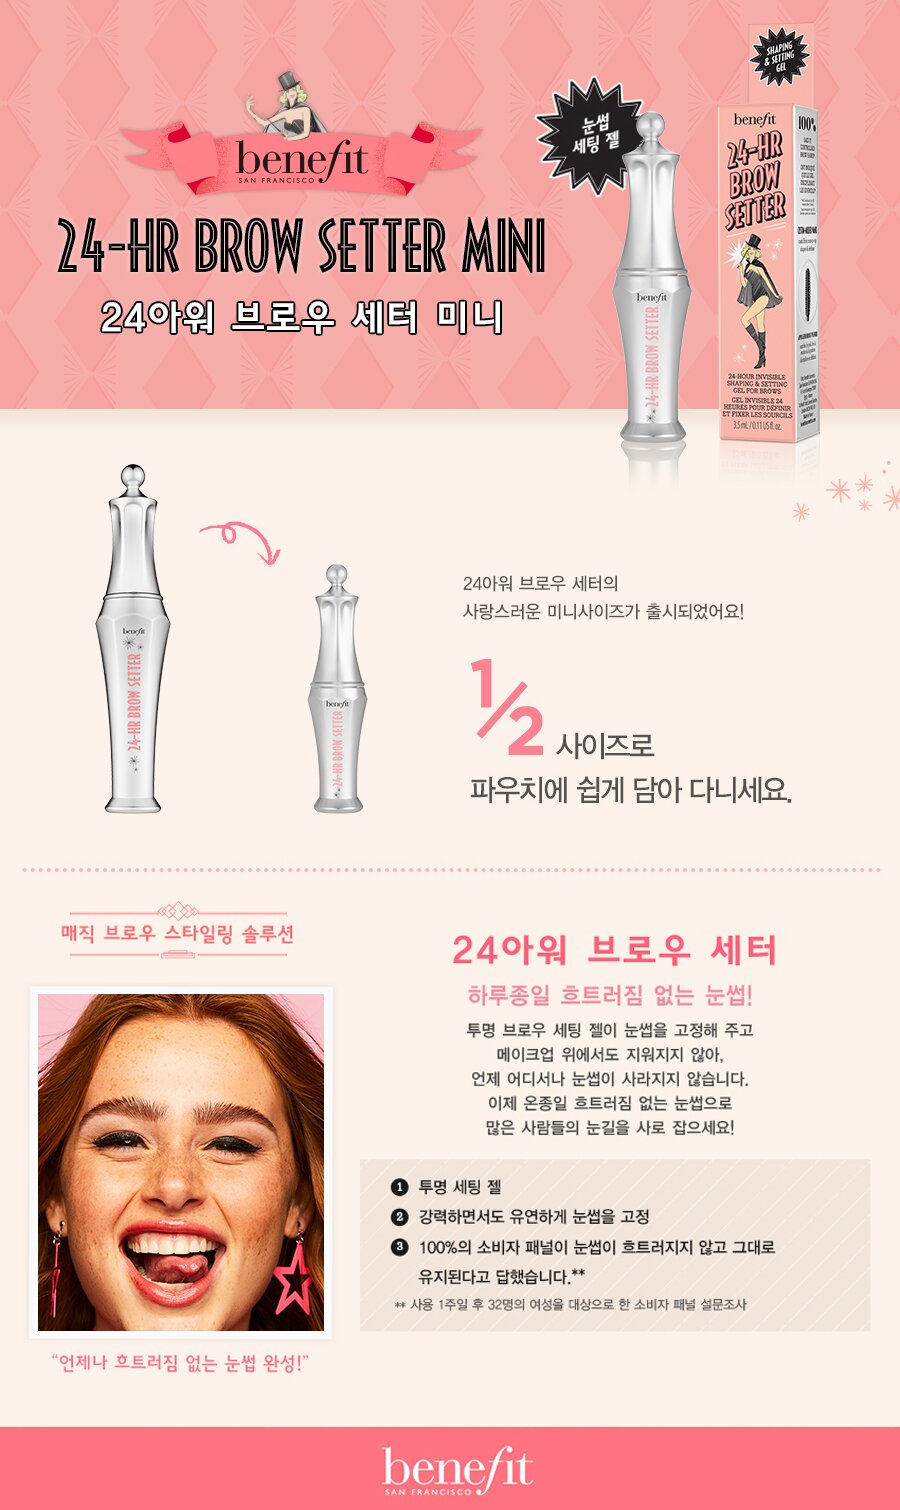 benefit
SAN FRANCISCO
24-HR BROW SETTER MINI
24아워 브로우 세터 미니
눈썹
세팅 젤
benefit
24-HR BROW SETTER
SHAPING
& SETTING
GEL
benefit
24-HR
BROW
SETTER
24-HOUR INVISIBLE
SHAPING & SETTING
GEL FOR BROWS
GEL INVISIBLE 24
HEURES POUR DÉFINIR
ET FIXER LES SOURCILS
3.5 mL / 0.11 US fl. oz.
100%
benefit
24-HR BROW SETTER
benefit
24-HR BROW SETTER
24아워 브로우 세터의
사랑스러운 미니사이즈가 출시되었어요!
1/2 사이즈로
파우치에 쉽게 담아 다니세요.
매직 브로우 스타일링 솔루션
“언제나 흐트러짐 없는 눈썹 완성!”
24아워 브로우 세터
하루종일 흐트러짐 없는 눈썹!
투명 브로우 세팅 젤이 눈썹을 고정해 주고
메이크업 위에서도 지워지지 않아,
언제 어디서나 눈썹이 사라지지 않습니다.
이제 온종일 흐트러짐 없는 눈썹으로
많은 사람들의 눈길을 사로 잡으세요!
1 투명 세팅 젤
2 강력하면서도 유연하게 눈썹을 고정
3 100%의 소비자 패널이 눈썹이 흐트러지지 않고 그대로
유지된다고 답했습니다.**
** 사용 1주일 후 32명의 여성을 대상으로 한 소비자 패널 설문조사
benefit
SAN FRANCISCO